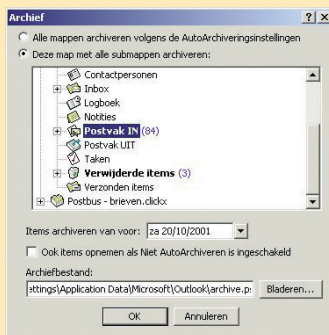 Archief
Alle mappen archiveren volgens de AutoArchiveringsinstellingen
Deze map met alle submappen archiveren:
Contactpersonen
Inbox
Logboek
Notities
Postvak IN (84)
Postvak UIT
Taken
Verwijderde items (3)
Verzonden items
Postbus - brieven.clickx
Items archiveren van voor: za 20/10/2001
Ook items opnemen als Niet AutoArchiveren is ingeschakeld
Archiefbestand:
ettings\Application Data\Microsoft\Outlook\archive.p Bladeren...
OK Annuleren